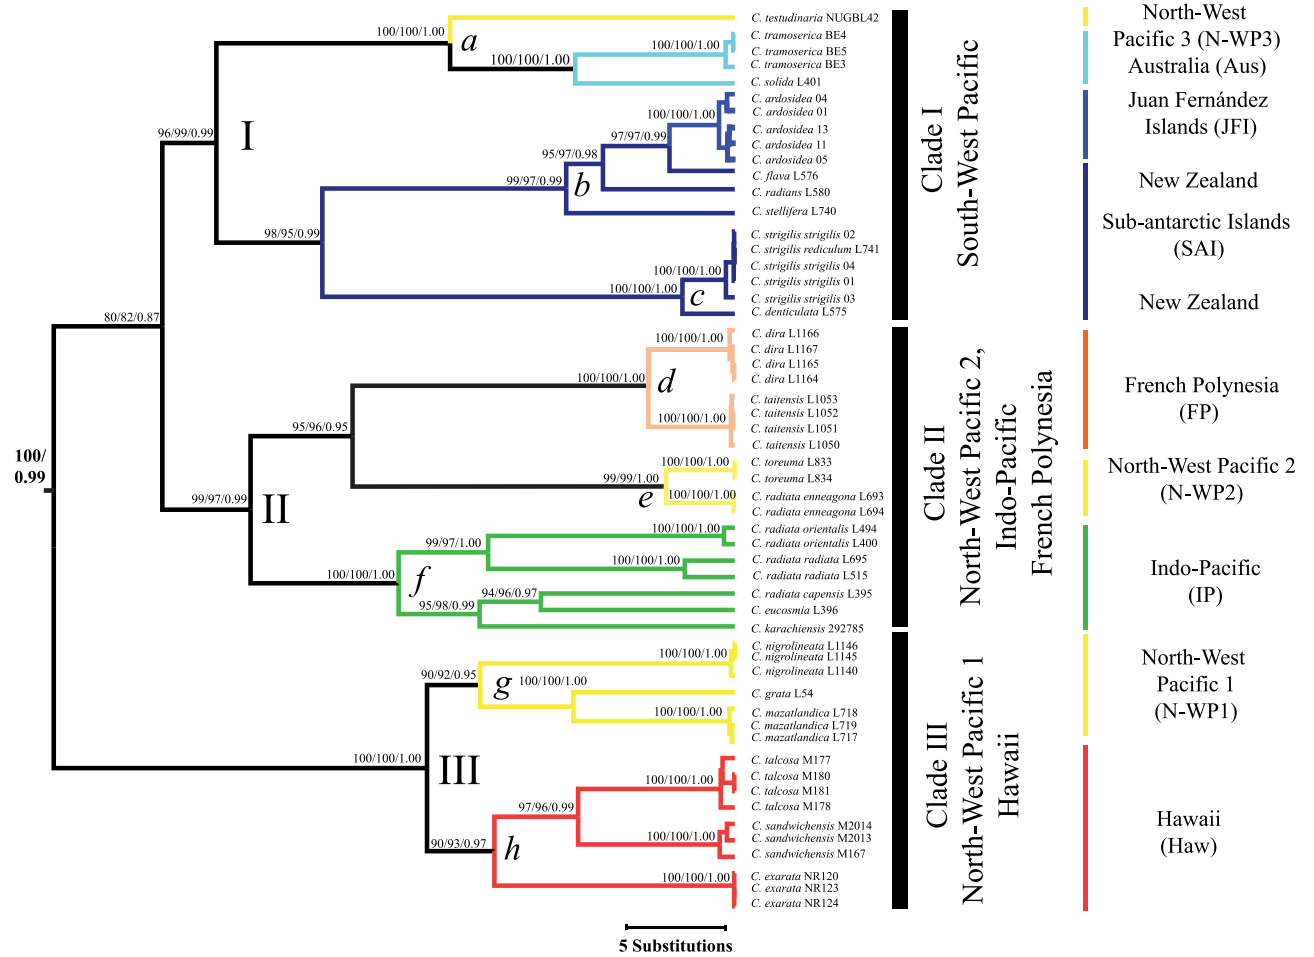 100/
0.99
80/82/0.87
96/99/0.99
I
100/100/1.00
a
100/100/1.00
100/100/1.00
98/95/0.99
99/97/0.99
b
95/97/0.98
97/97/0.99
100/100/1.00
100/100/1.00
c
100/100/1.00
99/97/0.99
II
95/96/0.95
100/100/1.00
d
100/100/1.00
100/100/1.00
99/99/1.00
e
100/100/1.00
100/100/1.00
100/100/1.00
f
99/97/1.00
100/100/1.00
100/100/1.00
95/98/0.99
94/96/0.97
100/100/1.00
III
90/92/0.95
g
100/100/1.00
100/100/1.00
100/100/1.00
90/93/0.97
h
97/96/0.99
100/100/1.00
100/100/1.00
100/100/1.00
C. testudinaria NUGBL42
C. tramoserica BE4
C. tramoserica BE5
C. tramoserica BE3
C. solida L401
C. ardosidea 04
C. ardosidea 01
C. ardosidea 13
C. ardosidea 11
C. ardosidea 05
C. flava L576
C. radians L580
C. stellifera L740
C. strigilis strigilis 02
C. strigilis rediculum L741
C. strigilis strigilis 04
C. strigilis strigilis 01
C. strigilis strigilis 03
C. denticulata L575
C. dira L1166
C. dira L1167
C. dira L1165
C. dira L1164
C. taitensis L1053
C. taitensis L1052
C. taitensis L1051
C. taitensis L1050
C. toreuma L833
C. toreuma L834
C. radiata enneagona L693
C. radiata enneagona L694
C. radiata orientalis L494
C. radiata orientalis L400
C. radiata radiata L695
C. radiata radiata L515
C. radiata capensis L395
C. eucosmia L396
C. karachiensis 292785
C. nigrolineata L1146
C. nigrolineata L1145
C. nigrolineata L1140
C. grata L54
C. mazatlandica L718
C. mazatlandica L719
C. mazatlandica L717
C. talcosa M177
C. talcosa M180
C. talcosa M181
C. talcosa M178
C. sandwichensis M2014
C. sandwichensis M2013
C. sandwichensis M167
C. exarata NR120
C. exarata NR123
C. exarata NR124
Clade I
South-West Pacific
Clade II
North-West Pacific 2,
Indo-Pacific
French Polynesia
Clade III
North-West Pacific 1
Hawaii
North-West
Pacific 3 (N-WP3)
Australia (Aus)
Juan Fernández
Islands (JFI)
New Zealand
Sub-antarctic Islands
(SAI)
New Zealand
French Polynesia
(FP)
North-West Pacific 2
(N-WP2)
Indo-Pacific
(IP)
North-West
Pacific 1
(N-WP1)
Hawaii
(Haw)
5 Substitutions